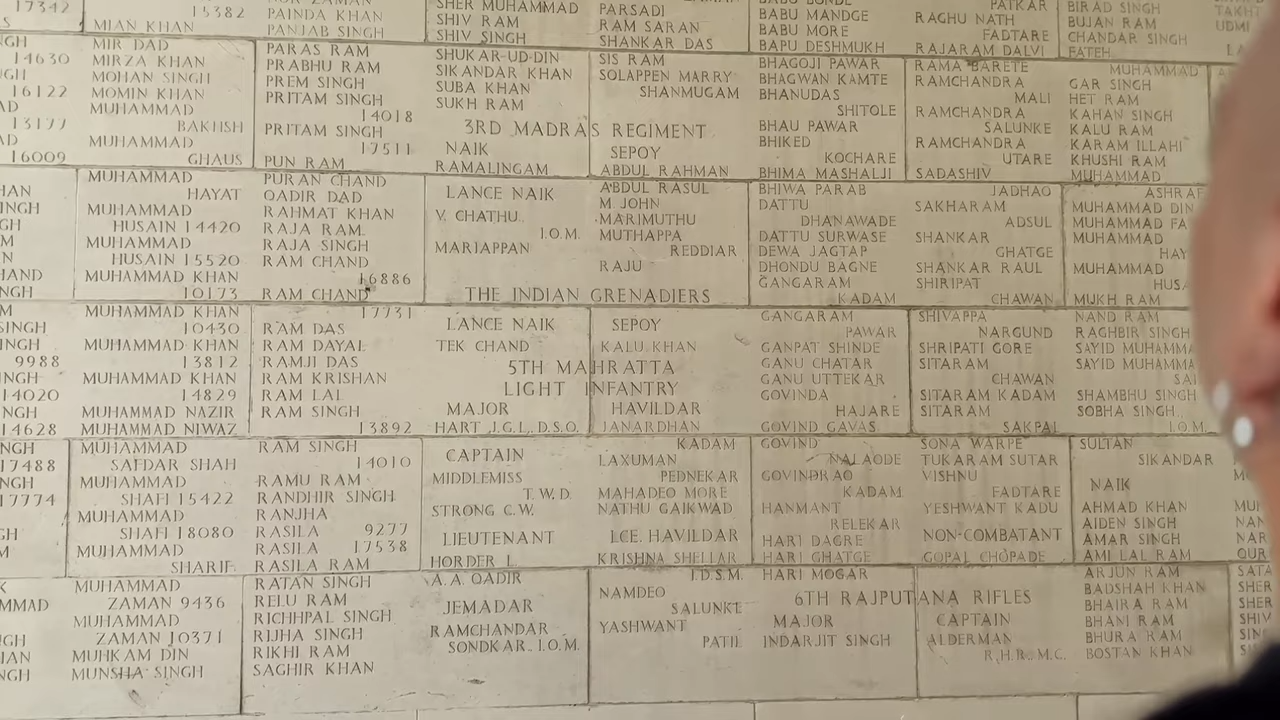 17342
15382
MIAN KHAN
14630
MIR DAD
MIRZA KHAN
MOHAN SINGH
16122
MOMIN KHAN
MUHAMMAD
13177
BAKHSH
MUHAMMAD
16009
GHAUS
MUHAMMAD
HAYAT
MUHAMMAD
HUSAIN 14420
MUHAMMAD
HUSAIN 15520
MUHAMMAD KHAN
10173
MUHAMMAD KHAN
10430
MUHAMMAD KHAN
9988
13812
MUHAMMAD KHAN
14020
14829
MUHAMMAD NAZIR
14628
MUHAMMAD NIWAZ
MUHAMMAD
SAFDAR SHAH
17488
MUHAMMAD
SHAFI 15422
17774
MUHAMMAD
SHAFI 18080
MUHAMMAD
SHARIF.
MUHAMMAD
ZAMAN 9436
MUHAMMAD
ZAMAN 10371
MUHKAM DIN
MUNSHA SINGH
PAINDA KHAN
PANJAB SINGH
PARAS RAM
PRABHU RAM
PREM SINGH
PRITAM SINGH
14018
PRITAM SINGH
17511
PUN RAM
PURAN CHAND
QADIR DAD
RAHMAT KHAN
RAJA RAM
RAJA SINGH
RAM CHAND
16886
RAM CHAND
17731
RAM DAS
RAM DAYAL
RAMJI DAS
RAM KRISHAN
RAM LAL
RAM SINGH
13892
RAM SINGH
14010
RAMU RAM
RANDHIR SINGH
RANJHA
RASILA 9277
RASILA 17538
RASILA RAM
RATAN SINGH
RELU RAM
RICHHPAL SINGH
RIJHA SINGH
RIKHI RAM
SAGHIR KHAN
SHER MUHAMMAD
SHIV RAM
SHIV SINGH
SHUKAR-UD-DIN
SIKANDAR KHAN
SUBA KHAN
SUKH RAM
PARSADI
RAM SARAN
SHANKAR DAS
SIS RAM
SOLAPPEN MARRY
SHANMUGAM
3RD MADRAS REGIMENT
NAIK
RAMALINGAM
LANCE NAIK
V. CHATHU.
I.O.M.
MARIAPPAN
SEPOY
ABDUL RAHMAN
ABDUL RASUL
M. JOHN
MARIMUTHU
MUTHAPPA
REDDIAR
RAJU
THE INDIAN GRENADIERS
LANCE NAIK
TEK CHAND
SEPOY
KALU KHAN
5TH MAHRATTA
LIGHT INFANTRY
MAJOR
HART J.G.L., D.S.O.
CAPTAIN
MIDDLEMISS
T. W. D.
STRONG C.W.
LIEUTENANT
HORDER L.
A.A. QADIR
JEMADAR
RAMCHANDAR
SONDKAR. I.O.M.
HAVILDAR
JANARDHAN
KADAM
LAXUMAN
PEDNEKAR
MAHADEO MORE
NATHU GAIKWAD
LCE. HAVILDAR
KRISHNA SHELLAR
I.D.S.M.
NAMDEO
SALUNKE
YASHWANT
PATIL
BABU MANDGE
BABU MORE
BAPU DESHMUKH
BHAGOJI PAWAR
BHAGWAN KAMTE
BHANUDAS
SHITOLE
BHAU PAWAR
BHIKED
KOCHARE
BHIMA MASHALJI
BHIWA PARAB
DATTU
DHANAWADE
DATTU SURWASE
DEWA JAGTAP
DHONDU BAGNE
GANGARAM
KADAM
GANGARAM
PAWAR
GANPAT SHINDE
GANU CHATAR
GANU UTTEKAR
GOVINDA
HAJARE
GOVIND GAVAS
GOVIND
NALAODE
GOVINDRAO
KADAM
HANMANT
RELEKAR
HARI DAGRE
HARI GHATGE
HARI MOGAR
PATKAR
RAGHU NATH
FADTARE
RAJARAM DALVI
RAMA BARETE
RAMCHANDRA
MALI
RAMCHANDRA
SALUNKE
RAMCHANDRA
UTARE
SADASHIV
JADHAO
SAKHARAM
ADSUL
SHANKAR
GHATGE
SHANKAR RAUL
SHIRIPAT
CHAWAN
SHIVAPPA
NARGUND
SHRIPATI GORE
SITARAM
CHAWAN
SITARAM KADAM
SITARAM
SAKPAL
SONA WARPE
TUKARAM SUTAR
VISHNU
FADTARE
YESHWANT KADU
NON-COMBATANT
GOPAL CHOPADE
6TH RAJPUTANA RIFLES
MAJOR
INDARJIT SINGH
CAPTAIN
ALDERMAN
R.H.R., M.C.
BIRAD SINGH
BUJAN RAM
CHANDAR SINGH
FATEH
MUHAMMAD
GAR SINGH
HET RAM
KAHAN SINGH
KALU RAM
KARAM ILLAHI
KHUSHI RAM
MUHAMMAD
ASHRAF
MUHAMMAD DIN
MUHAMMAD
MUHAMMAD
MUKH RAM
NAND RAM
RAGHBIR SINGH
SAYID
SAYID
SHAMBHU SINGH
SOBHA SINGH.
I.O.M.
SULTAN
SIKANDAR
NAIK
AHMAD KHAN
AIDEN SINGH
AMAR SINGH
AMI LAL RAM
ARJUN RAM
BADSHAH KHAN
BHAIRA RAM
BHANI RAM
BHURA RAM
BOSTAN KHAN